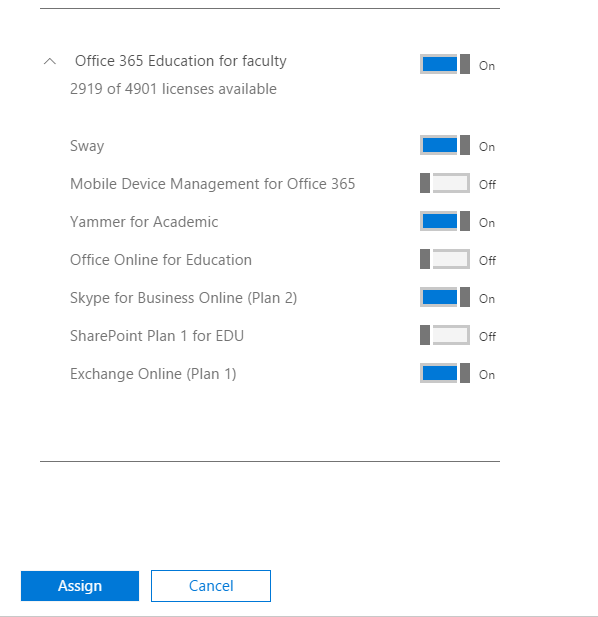 Office 365 Education for faculty On
2919 of 4901 licenses available
Sway On
Mobile Device Management for Office 365 Off
Yammer for Academic On
Office Online for Education Off
Skype for Business Online (Plan 2) On
SharePoint Plan 1 for EDU Off
Exchange Online (Plan 1) On
Assign Cancel